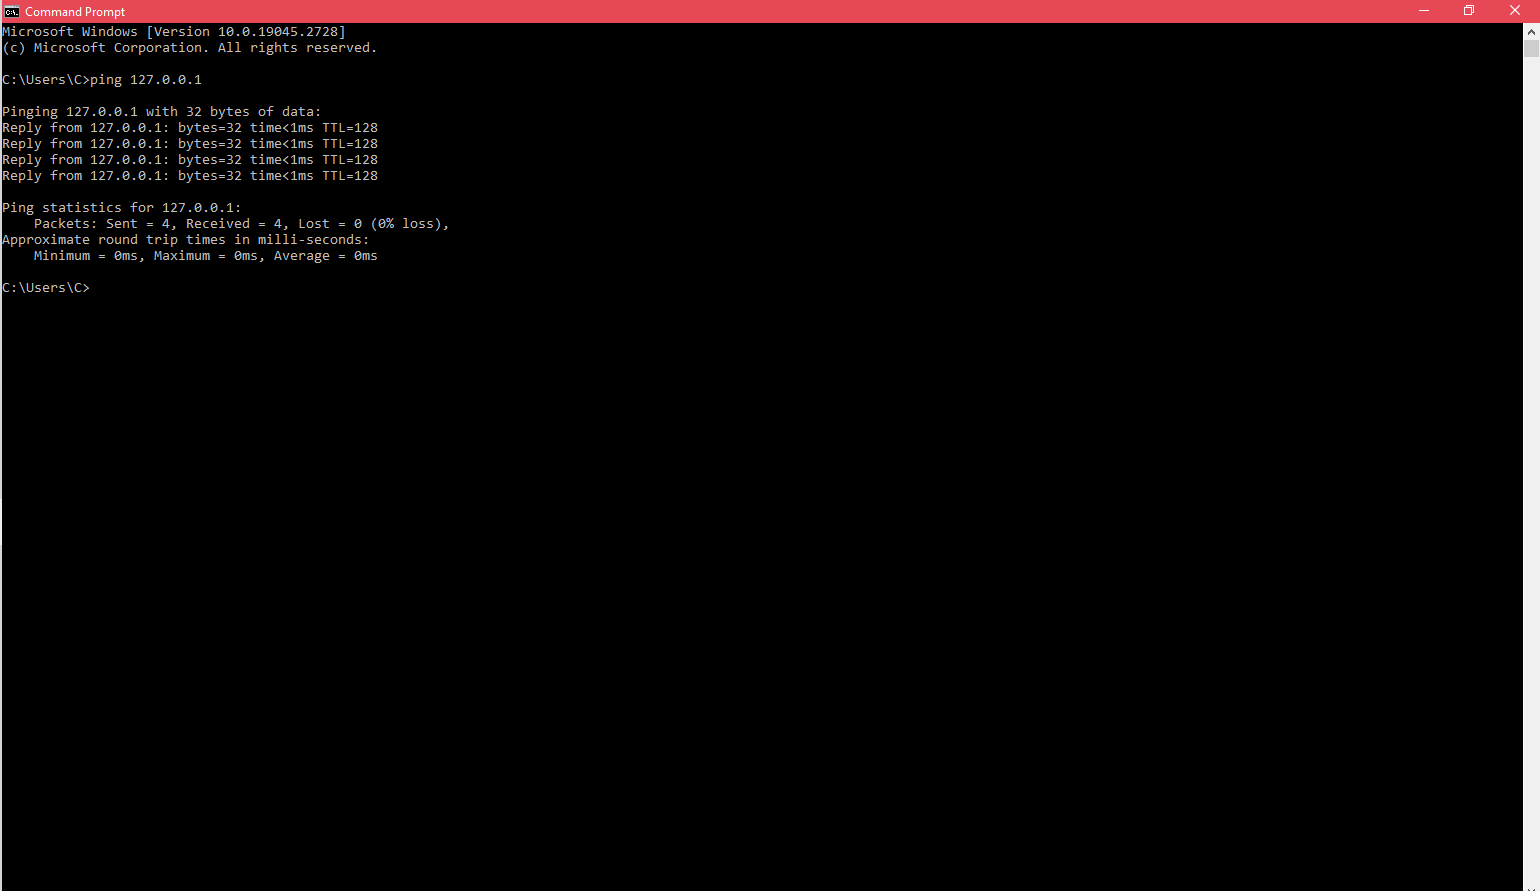 Command Prompt
Microsoft Windows [Version 10.0.19045.2728]
(c) Microsoft Corporation. All rights reserved.
C:\Users\C>ping 127.0.0.1
Pinging 127.0.0.1 with 32 bytes of data:
Reply from 127.0.0.1: bytes=32 time<1ms TTL=128
Reply from 127.0.0.1: bytes=32 time<1ms TTL=128
Reply from 127.0.0.1: bytes=32 time<1ms TTL=128
Reply from 127.0.0.1: bytes=32 time<1ms TTL=128
Ping statistics for 127.0.0.1:
    Packets: Sent = 4, Received = 4, Lost = 0 (0% loss),
Approximate round trip times in milli-seconds:
    Minimum = 0ms, Maximum = 0ms, Average = 0ms
C:\Users\C>